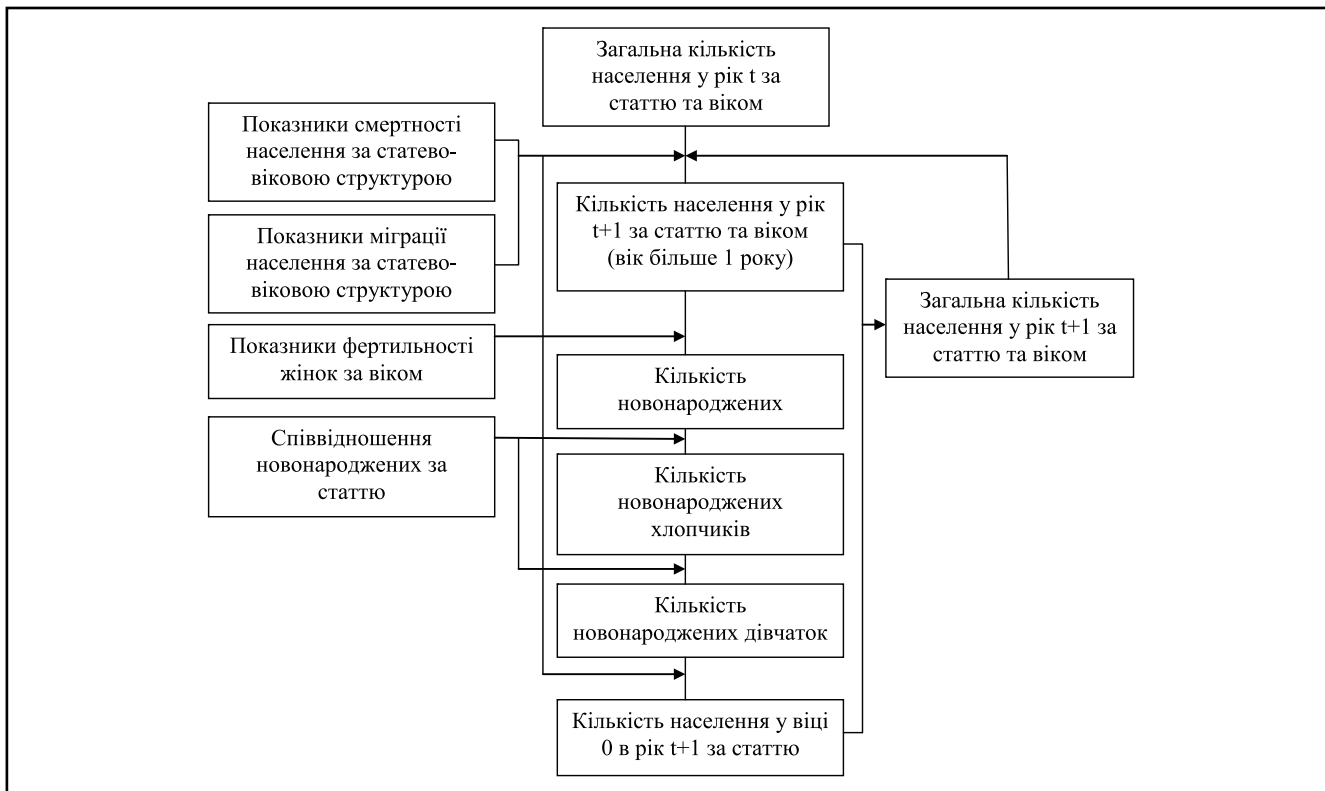 Загальна кількість
населення у рік t за
статтю та віком
Показники смертності
населення за статево-
віковою структурою
Показники міграції
населення за статево-
віковою структурою
Показники фертильності
жінок за віком
Співвідношення
новонароджених за
статтю
Кількість населення у рік
t+1 за статтю та віком
(вік більше 1 року)
Кількість
новонароджених
Кількість
новонароджених
хлопчиків
Кількість
новонароджених дівчаток
Кількість населення у віці
0 в рік t+1 за статтю
Загальна кількість
населення у рік t+1 за
статтю та віком